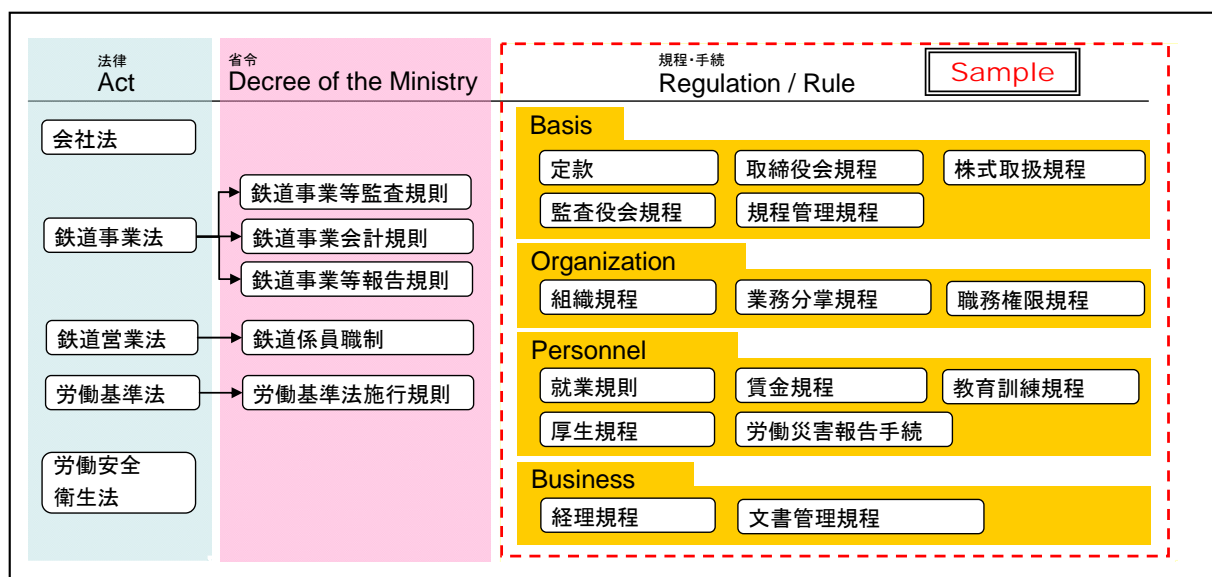 法律
Act
省令
Decree of the Ministry
規程・手続
Regulation / Rule
Sample
会社法
鉄道事業法
鉄道営業法
労働基準法
労働安全
衛生法
鉄道事業等監査規則
鉄道事業会計規則
鉄道事業等報告規則
鉄道係員職制
労働基準法施行規則
Basis
定款
取締役会規程
株式取扱規程
監査役会規程
規程管理規程
Organization
組織規程
業務分掌規程
職務権限規程
Personnel
就業規則
賃金規程
教育訓練規程
厚生規程
労働災害報告手続
Business
経理規程
文書管理規程